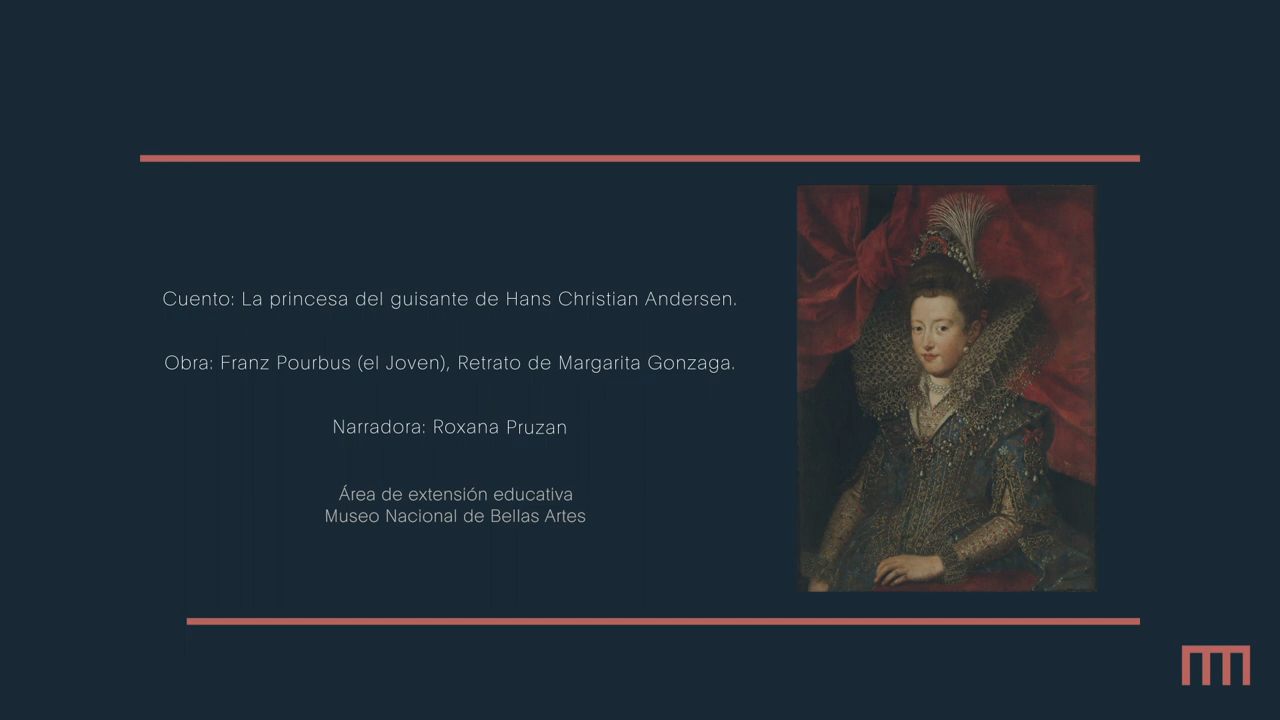 Cuento: La princesa del guisante de Hans Christian Andersen.
Obra: Franz Pourbus (el Joven), Retrato de Margarita Gonzaga.
Narradora: Roxana Pruzan
Área de extensión educativa
Museo Nacional de Bellas Artes